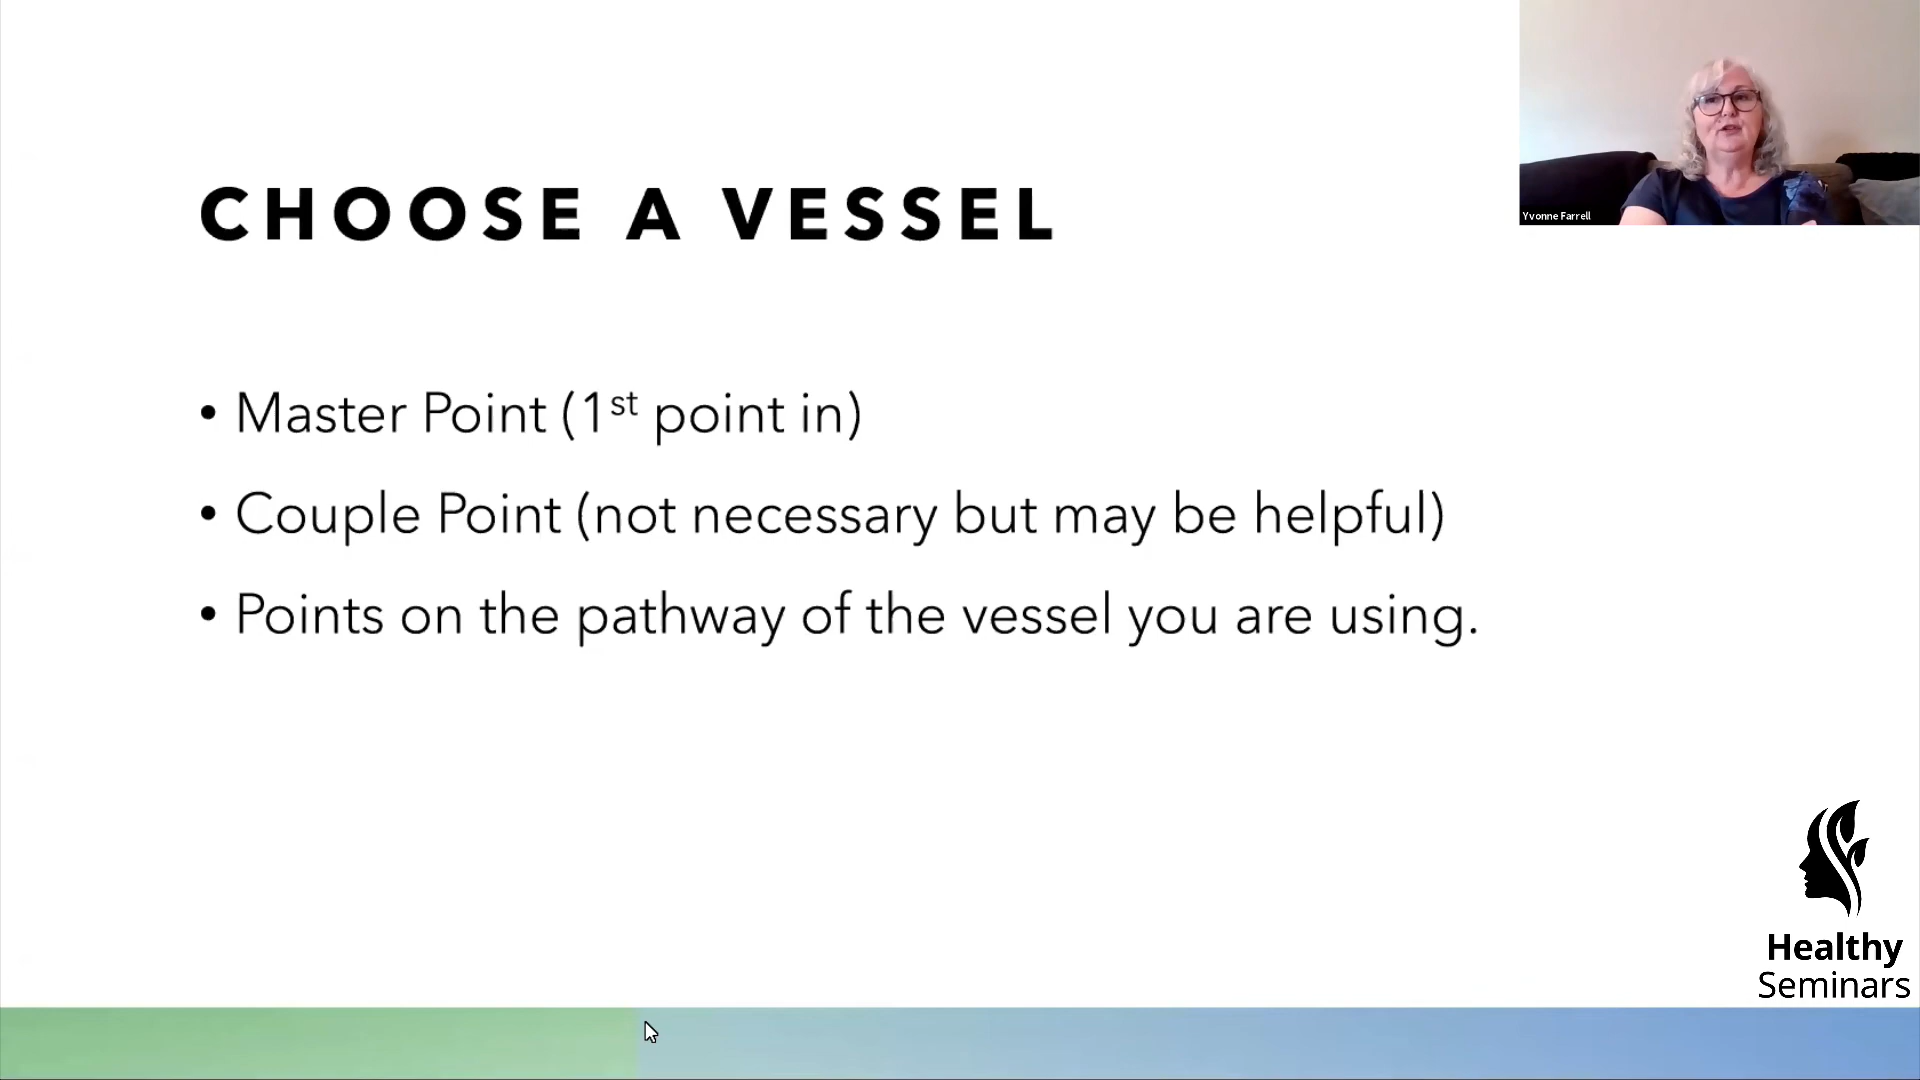 CHOOSE A VESSEL
• Master Point (1st point in)
• Couple Point (not necessary but may be helpful)
• Points on the pathway of the vessel you are using.
Yvonne Farrell
Healthy
Seminars